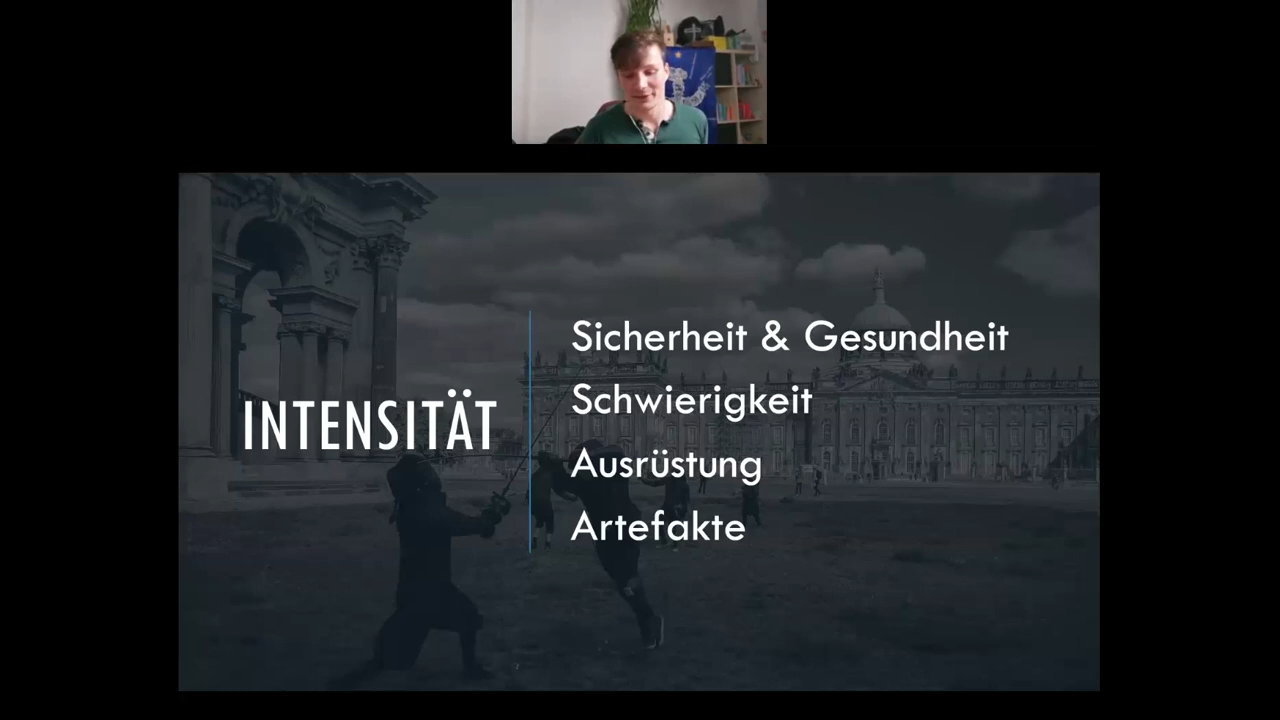 INTENSITÄT
Sicherheit & Gesundheit
Schwierigkeit
Ausrüstung
Artefakte